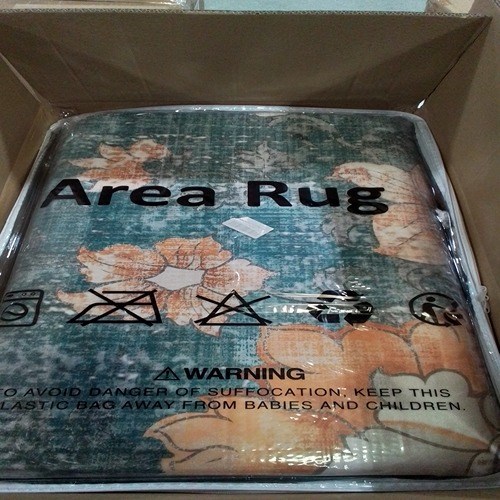 Area Rug
WARNING
TO AVOID DANGER OF SUFFOCATION, KEEP THIS
PLASTIC BAG AWAY FROM BABIES AND CHILDREN.